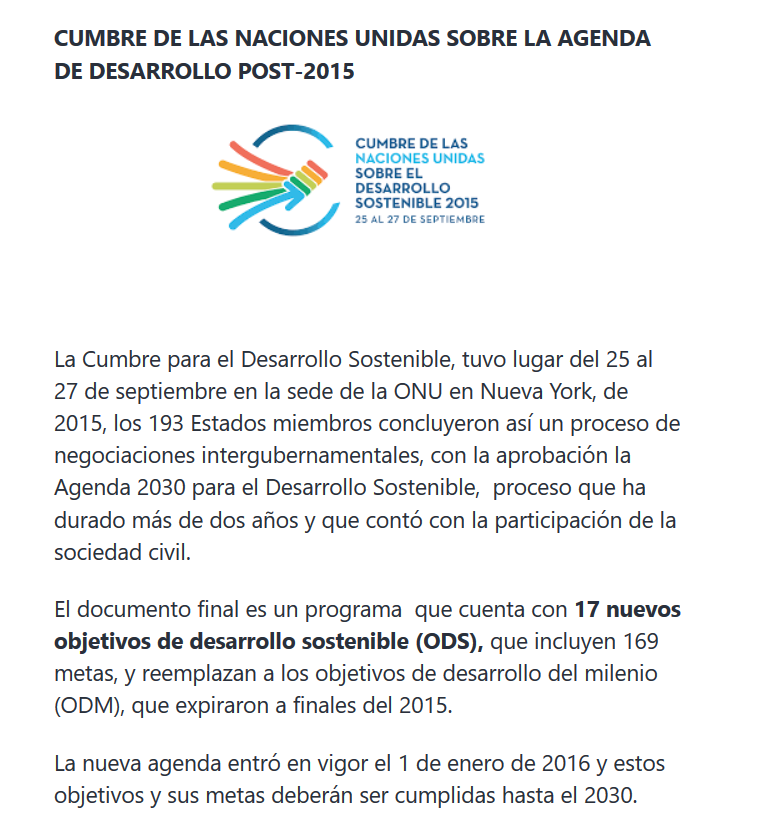 CUMBRE DE LAS NACIONES UNIDAS SOBRE LA AGENDA
DE DESARROLLO POST-2015
CUMBRE DE LAS
NACIONES UNIDAS
SOBRE EL
DESARROLLO
SOSTENIBLE 2015
25 AL 27 DE SEPTIEMBRE
La Cumbre para el Desarrollo Sostenible, tuvo lugar del 25 al
27 de septiembre en la sede de la ONU en Nueva York, de
2015, los 193 Estados miembros concluyeron así un proceso de
negociaciones intergubernamentales, con la aprobación la
Agenda 2030 para el Desarrollo Sostenible,  proceso que ha
durado más de dos años y que contó con la participación de la
sociedad civil.
El documento final es un programa  que cuenta con 17 nuevos
objetivos de desarrollo sostenible (ODS), que incluyen 169
metas, y reemplazan a los objetivos de desarrollo del milenio
(ODM), que expiraron a finales del 2015.
La nueva agenda entró en vigor el 1 de enero de 2016 y estos
objetivos y sus metas deberán ser cumplidas hasta el 2030.